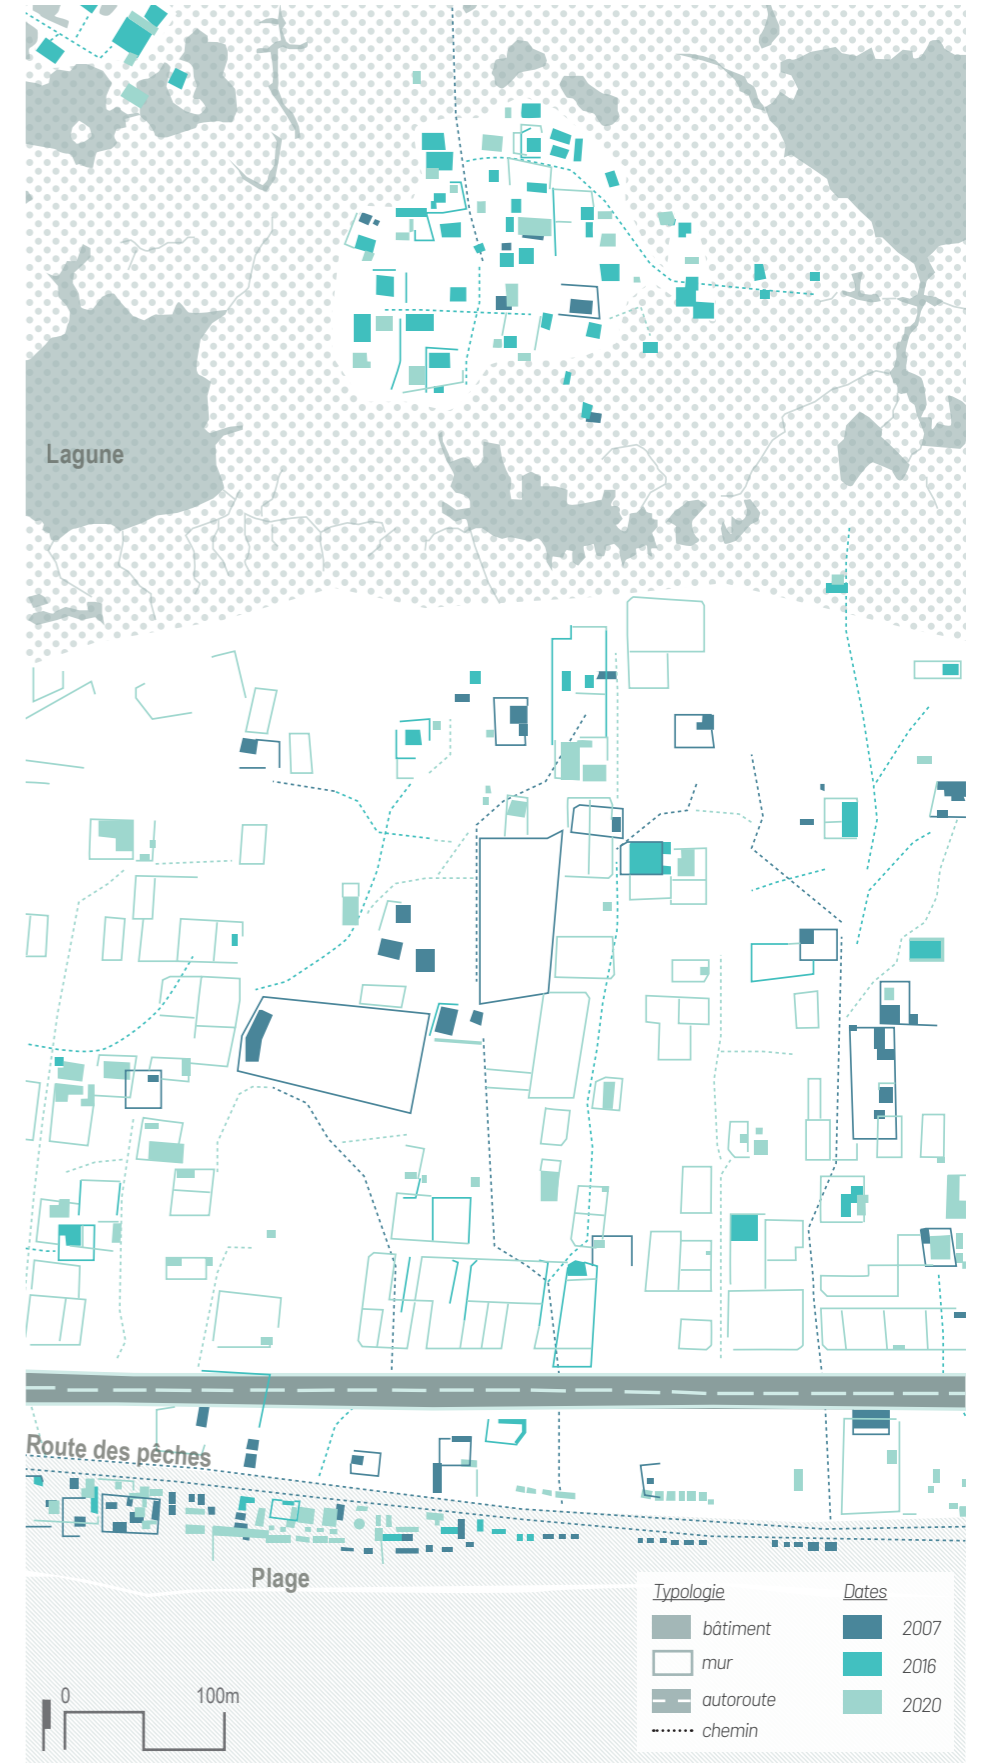 Lagune
Route des pêches
Plage
Typologie
bâtiment
mur
autoroute
chemin
Dates
2007
2016
2020
0 100m